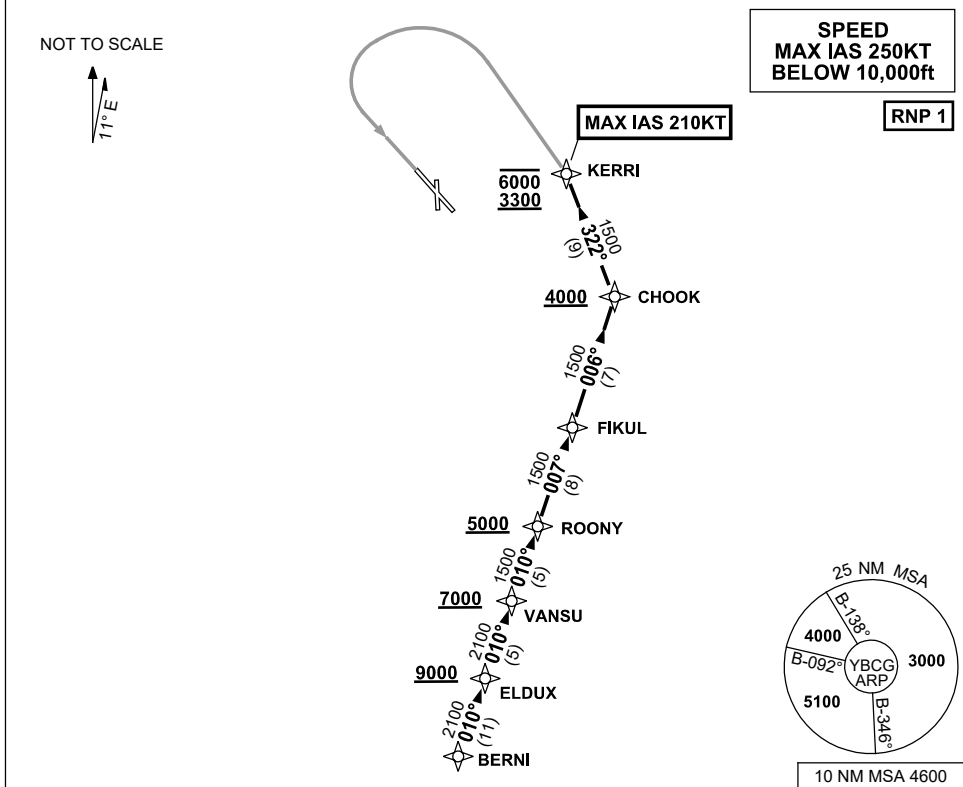 NOT TO SCALE
11° E
SPEED
MAX IAS 250KT
BELOW 10,000ft
RNP 1
MAX IAS 210KT
KERRI
6000
3300
1500
322°
(9)
4000
CHOOK
1500
006°
(7)
FIKUL
1500
007°
(8)
5000
ROONY
1500
010°
(5)
7000
VANSU
2100
010°
(5)
9000
ELDUX
2100
010°
(11)
BERNI
25 NM MSA
B-138°
4000
B-092°
YBCG
ARP
3000
5100
B-346°
10 NM MSA 4600